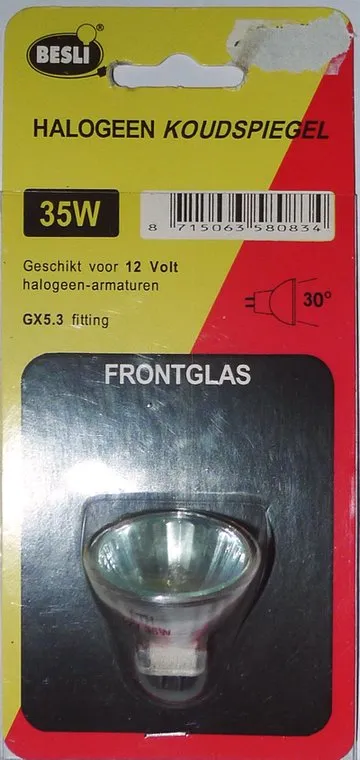 BESLI
®
HALOGEEN KOUDSPIEGEL
35W
8 715063 580834
Geschikt voor 12 Volt
halogeen-armaturen
30°
GX5.3 fitting
FRONTGLAS